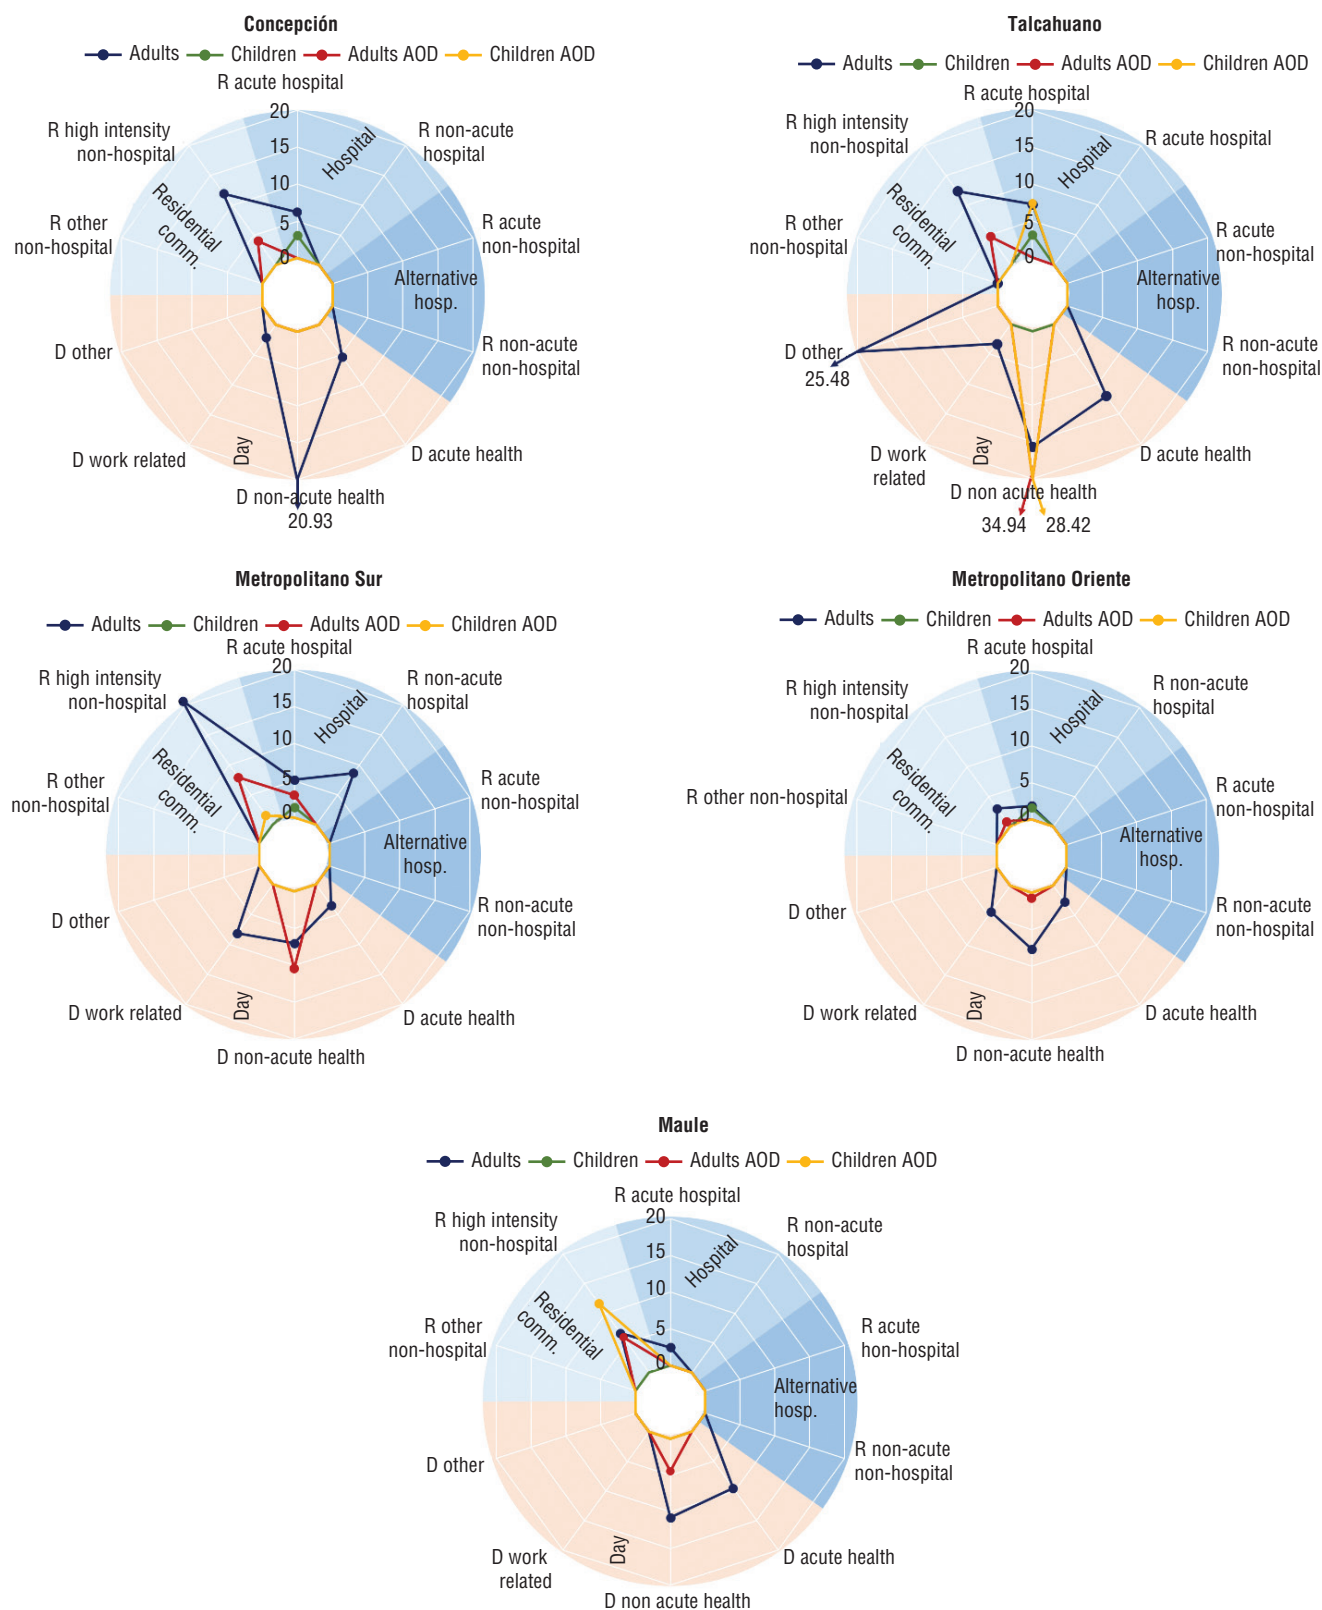 Concepción
Adults Children Adults AOD Children AOD
R acute hospital
R high intensity
non-hospital
R non-acute
hospital
R other
non-hospital
R acute
non-hospital
R non-acute
non-hospital
D other
D work related
D acute health
D non-acute health
20.93
20
15
10
5
0
Hospital
Residential
comm.
Alternative
hosp.
Day
Talcahuano
Adults Children Adults AOD Children AOD
R acute hospital
R high intensity
non-hospital
R acute hospital
R other
non-hospital
R acute
non-hospital
R non-acute
non-hospital
D other
25.48
D work
related
D acute health
D non acute health
34.94 28.42
20
15
10
5
0
Hospital
Residential
comm.
Alternative
hosp.
Day
Metropolitano Sur
Adults Children Adults AOD Children AOD
R acute hospital
R high intensity
non-hospital
R non-acute
hospital
R other
non-hospital
R acute
non-hospital
R non-acute
non-hospital
D other
D work related
D acute health
D non-acute health
20
15
10
5
0
Hospital
Residential
comm.
Alternative
hosp.
Day
Metropolitano Oriente
Adults Children Adults AOD Children AOD
R acute hospital
R high intensity
non-hospital
R non-acute
hospital
R other non-hospital
R acute
non-hospital
R non-acute
non-hospital
D other
D work related
D acute health
D non-acute health
20
15
10
5
0
Hospital
Residential
comm.
Alternative
hosp.
Day
Maule
Adults Children Adults AOD Children AOD
R acute hospital
R high intensity
non-hospital
R non-acute
hospital
R other
non-hospital
R acute
hon-hospital
R non-acute
non-hospital
D other
D work
related
D acute health
D non acute health
20
15
10
5
0
Hospital
Residential
comm.
Alternative
hosp.
Day